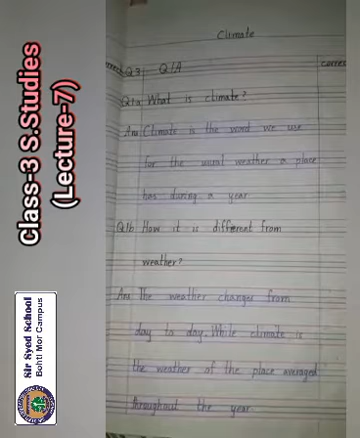 Class-3 S.Studies
(Lecture-7)
Sir Syed School
Bohti Mor Campus
Climate
Q3 Q/A
Q1a What is climate?
Ans Climate is the word we use
for the usual weather a place
has during a year
Q1b How it is different from
weather?
Ans The weather changes from
day to day. While climate is
the weather of the place averaged
throughout the year